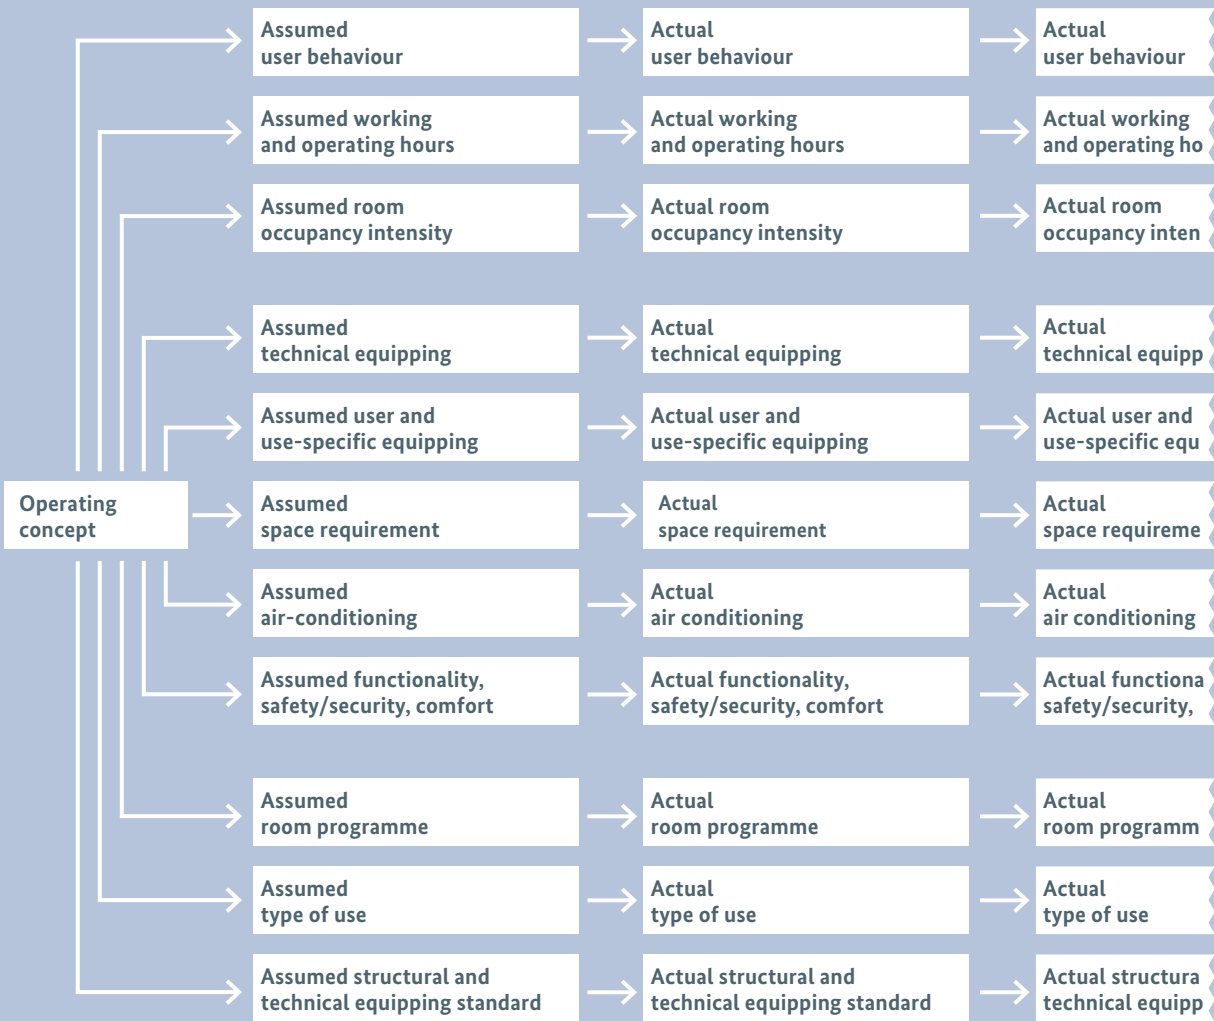 Assumed
user behaviour
Actual
user behaviour
Actual
user behaviour
Assumed working
and operating hours
Actual working
and operating hours
Actual working
and operating ho
Assumed room
occupancy intensity
Actual room
occupancy intensity
Actual room
occupancy inten
Assumed
technical equipping
Actual
technical equipping
Actual
technical equipp
Assumed user and
use-specific equipping
Actual user and
use-specific equipping
Actual user and
use-specific equ
Operating
concept
Assumed
space requirement
Actual
space requirement
Actual
space requireme
Assumed
air-conditioning
Actual
air conditioning
Actual
air conditioning
Assumed functionality,
safety/security, comfort
Actual functionality,
safety/security, comfort
Actual functiona
safety/security,
Assumed
room programme
Actual
room programme
Actual
room programm
Assumed
type of use
Actual
type of use
Actual
type of use
Assumed structural and
technical equipping standard
Actual structural and
technical equipping standard
Actual structura
technical equipp